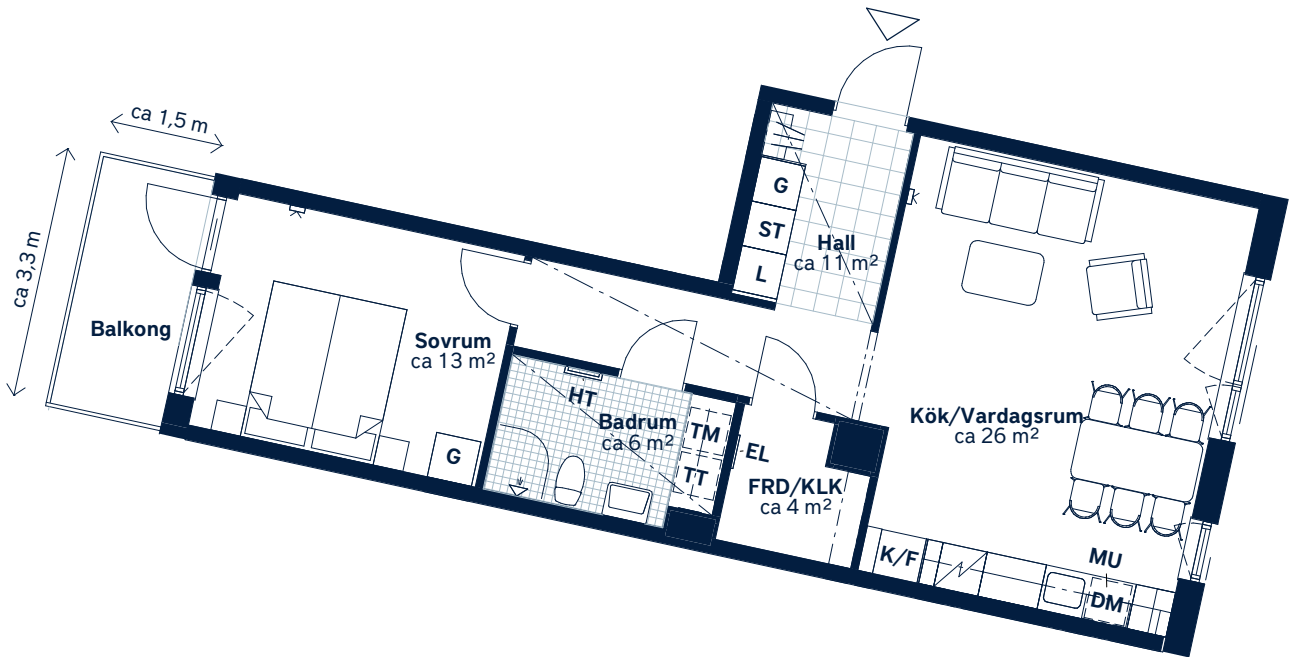 ca 1,5 m
ca 3,3 m
Balkong
Sovrum
ca 13 m²
G
HT
Badrum
ca 6 m²
TM
TT
EL
FRD/KLK
ca 4 m²
G
ST
L
Hall
ca 11 m²
Kök/Vardagsrum
ca 26 m²
K/F
MU
DM